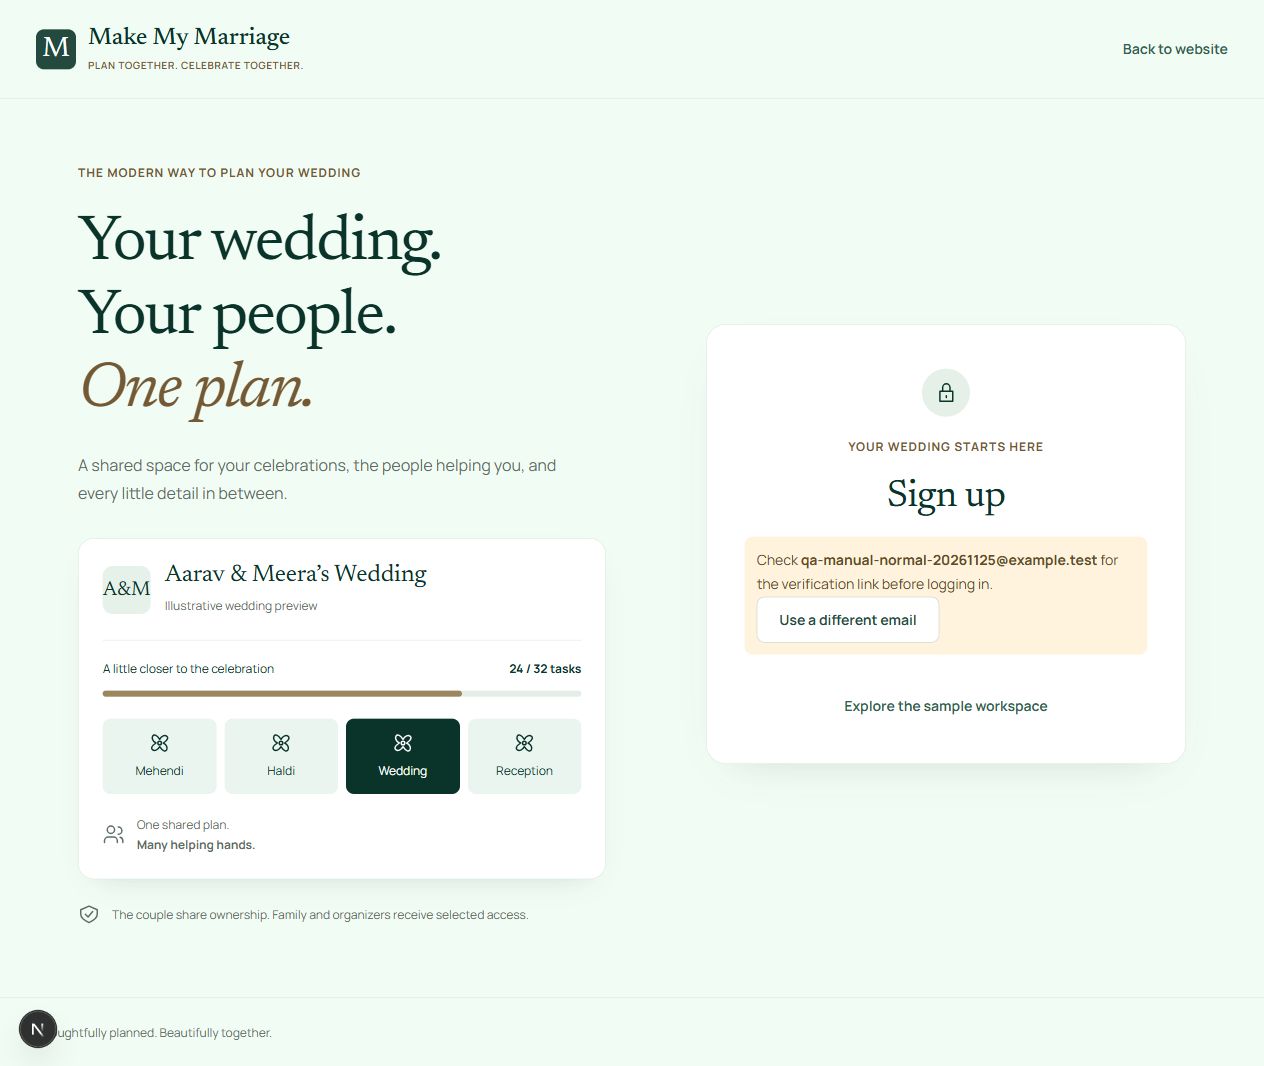 M
Make My Marriage
PLAN TOGETHER. CELEBRATE TOGETHER.
Back to website
THE MODERN WAY TO PLAN YOUR WEDDING
Your wedding.
Your people.
One plan.
A shared space for your celebrations, the people helping you, and
every little detail in between.
A&M
Aarav & Meera’s Wedding
Illustrative wedding preview
A little closer to the celebration
24 / 32 tasks
Mehendi
Haldi
Wedding
Reception
One shared plan.
Many helping hands.
The couple share ownership. Family and organizers receive selected access.
YOUR WEDDING STARTS HERE
Sign up
Check qa-manual-normal-20261125@example.test for
the verification link before logging in.
Use a different email
Explore the sample workspace
N
ughtfully planned. Beautifully together.